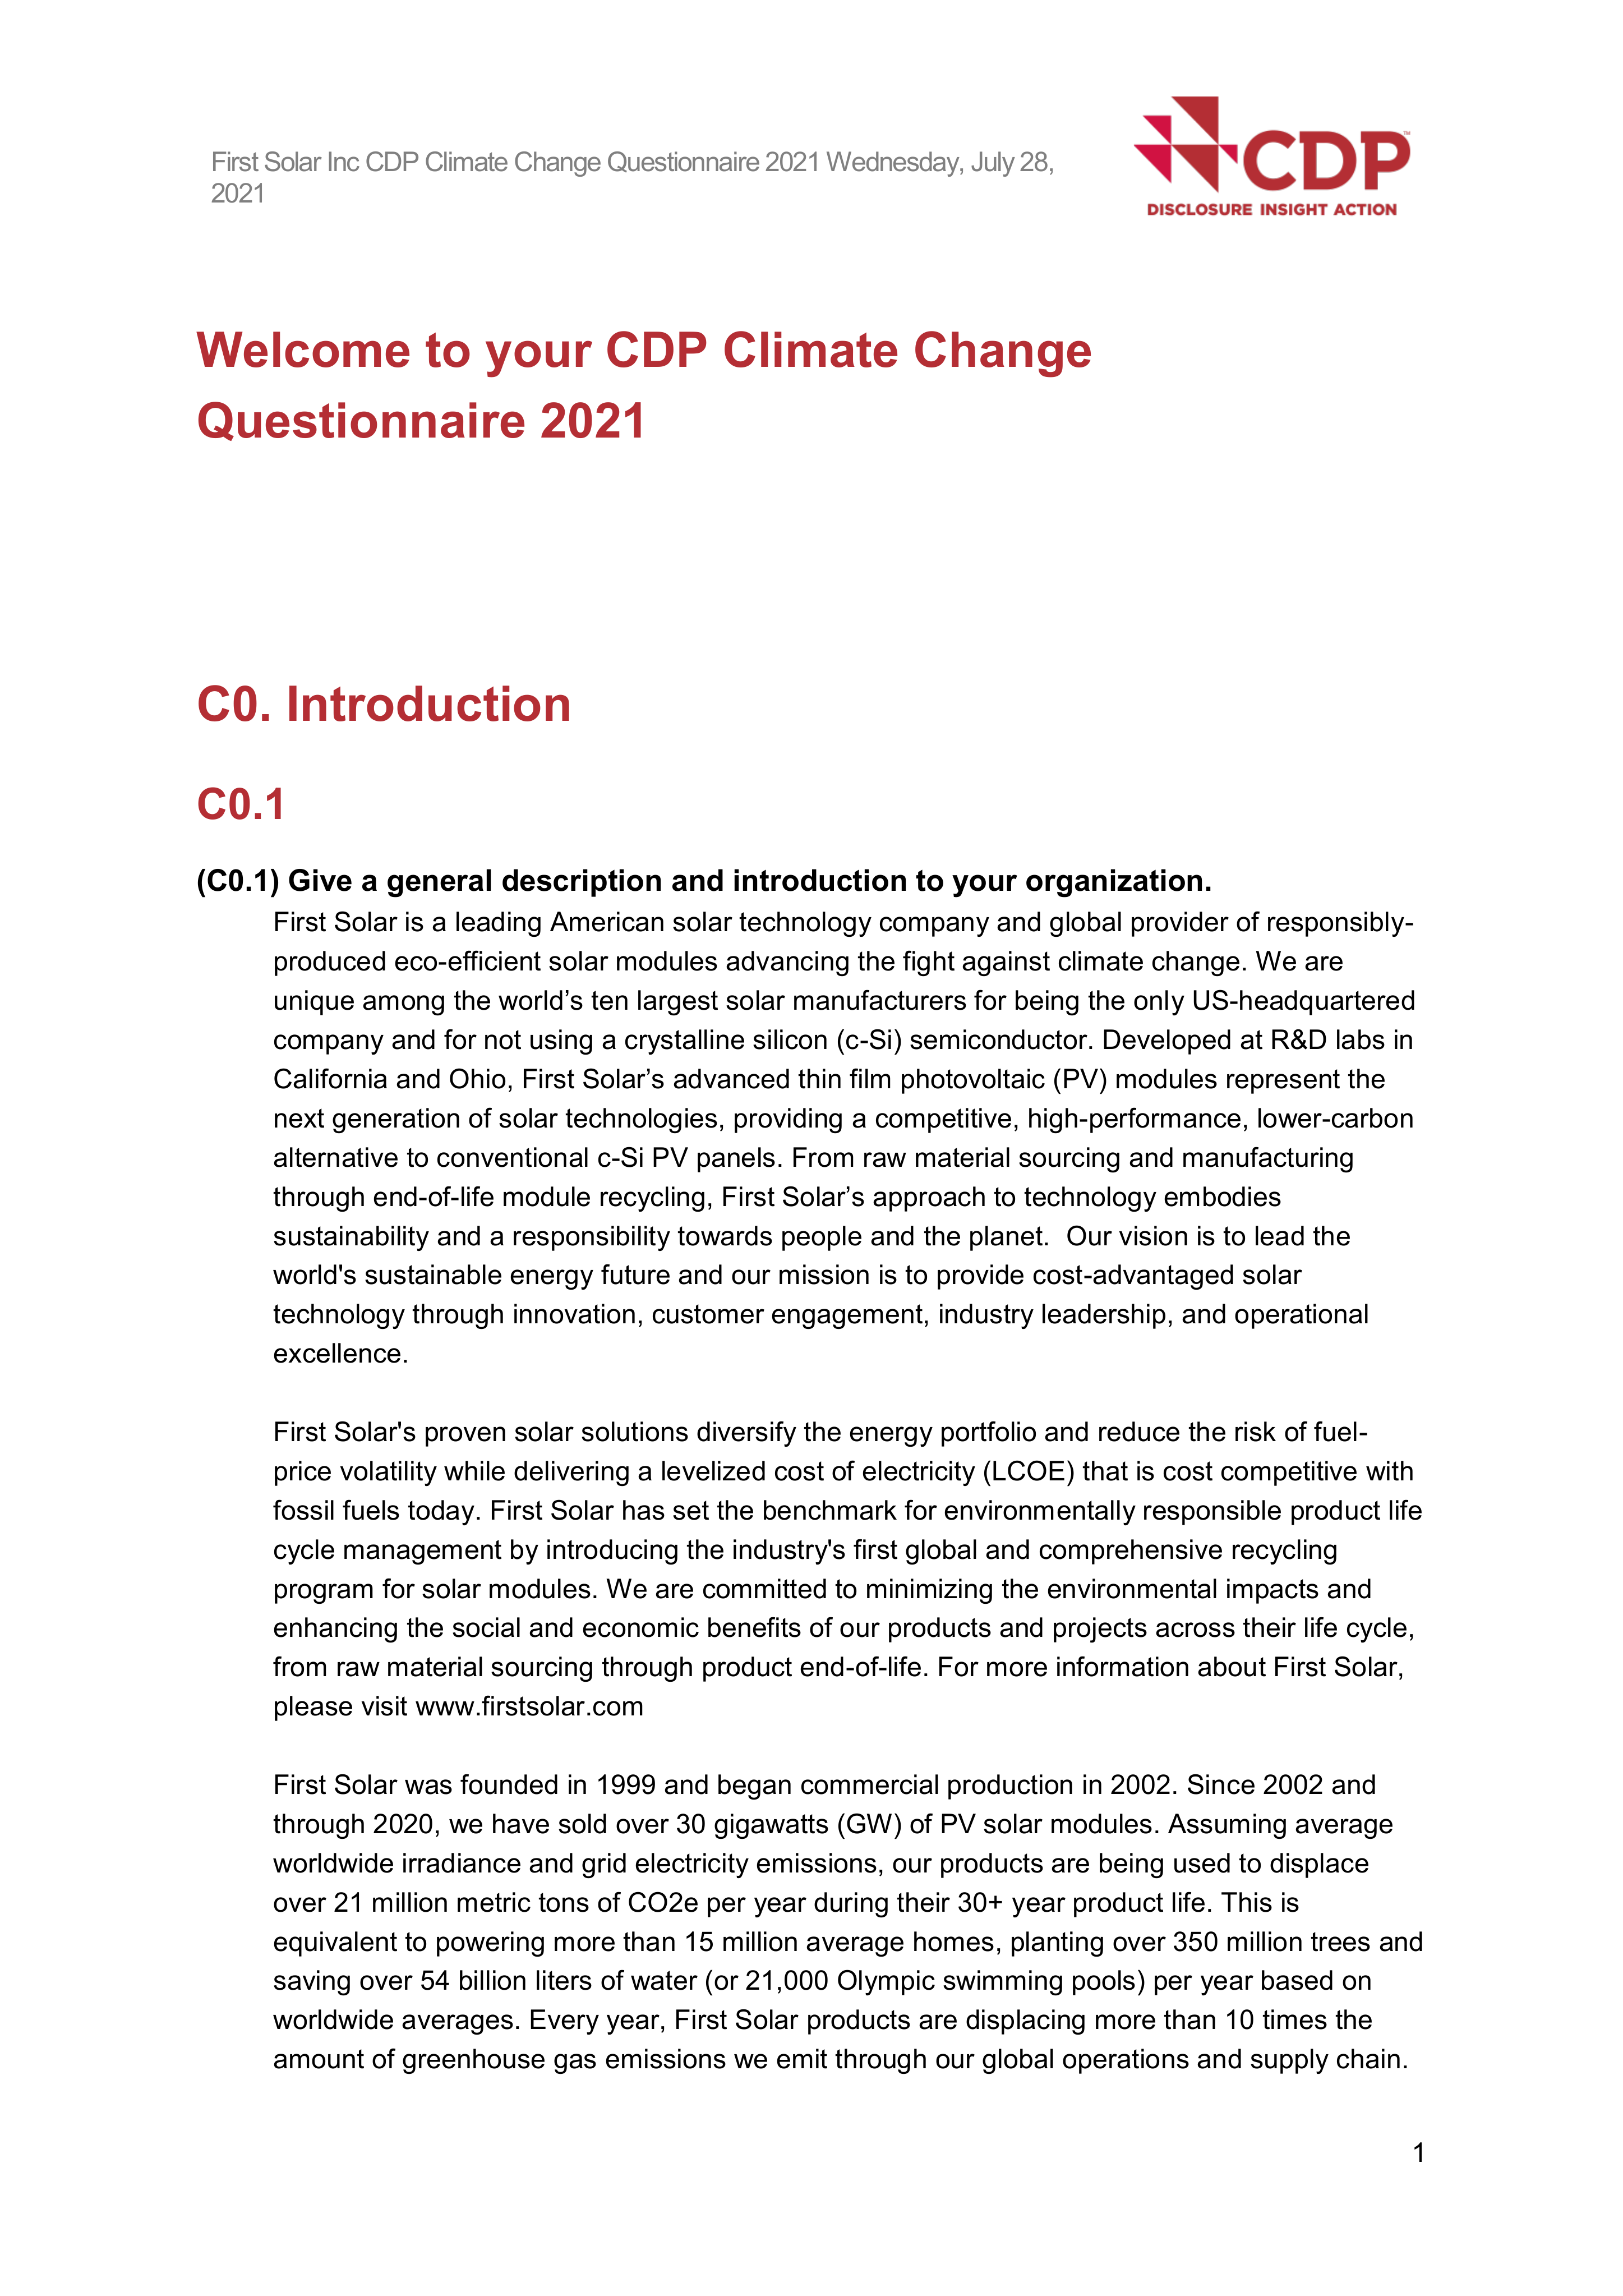 First Solar Inc CDP Climate Change Questionnaire 2021 Wednesday, July 28,
2021
CDP™
DISCLOSURE INSIGHT ACTION
Welcome to your CDP Climate Change
Questionnaire 2021
C0. Introduction
C0.1
(C0.1) Give a general description and introduction to your organization.
First Solar is a leading American solar technology company and global provider of responsibly-
produced eco-efficient solar modules advancing the fight against climate change. We are
unique among the world’s ten largest solar manufacturers for being the only US-headquartered
company and for not using a crystalline silicon (c-Si) semiconductor. Developed at R&D labs in
California and Ohio, First Solar’s advanced thin film photovoltaic (PV) modules represent the
next generation of solar technologies, providing a competitive, high-performance, lower-carbon
alternative to conventional c-Si PV panels. From raw material sourcing and manufacturing
through end-of-life module recycling, First Solar’s approach to technology embodies
sustainability and a responsibility towards people and the planet.  Our vision is to lead the
world's sustainable energy future and our mission is to provide cost-advantaged solar
technology through innovation, customer engagement, industry leadership, and operational
excellence.
First Solar's proven solar solutions diversify the energy portfolio and reduce the risk of fuel-
price volatility while delivering a levelized cost of electricity (LCOE) that is cost competitive with
fossil fuels today. First Solar has set the benchmark for environmentally responsible product life
cycle management by introducing the industry's first global and comprehensive recycling
program for solar modules. We are committed to minimizing the environmental impacts and
enhancing the social and economic benefits of our products and projects across their life cycle,
from raw material sourcing through product end-of-life. For more information about First Solar,
please visit www.firstsolar.com
First Solar was founded in 1999 and began commercial production in 2002. Since 2002 and
through 2020, we have sold over 30 gigawatts (GW) of PV solar modules. Assuming average
worldwide irradiance and grid electricity emissions, our products are being used to displace
over 21 million metric tons of CO2e per year during their 30+ year product life. This is
equivalent to powering more than 15 million average homes, planting over 350 million trees and
saving over 54 billion liters of water (or 21,000 Olympic swimming pools) per year based on
worldwide averages. Every year, First Solar products are displacing more than 10 times the
amount of greenhouse gas emissions we emit through our global operations and supply chain.
1